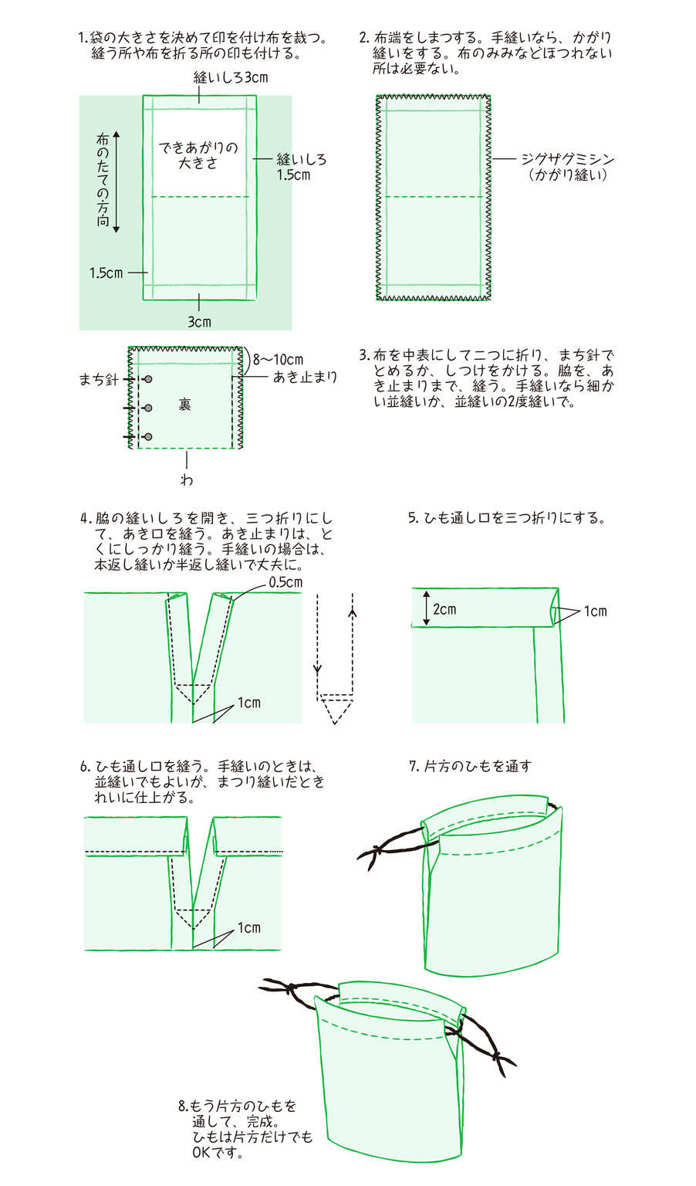 1.袋の大きさを決めて印を付け布を裁つ。
縫う所や布を折る所の印も付ける。
縫いしろ3cm
布のたての方向
できあがりの
大きさ
縫いしろ
1.5cm
1.5cm
3cm
2. 布端をしまつする。手縫いなら、かがり
縫いをする。布のみみなどほつれない
所は必要ない。
ジグザグミシン
（かがり縫い）
8〜10cm
まち針
あき止まり
裏
わ
3. 布を中表にして二つに折り、まち針で
とめるか、しつけをかける。脇を、あ
き止まりまで、縫う。手縫いなら細か
い並縫いか、並縫いの2度縫いで。
4. 脇の縫いしろを開き、三つ折りにし
て、あき口を縫う。あき止まりは、と
くにしっかり縫う。手縫いの場合は、
本返し縫いか半返し縫いで丈夫に。
0.5cm
1cm
5. ひも通し口を三つ折りにする。
2cm
1cm
6. ひも通し口を縫う。手縫いのときは、
並縫いでもよいが、まつり縫いだとき
れいに仕上がる。
1cm
7. 片方のひもを通す
8.もう片方のひもを
通して、完成。
ひもは片方だけでも
OKです。